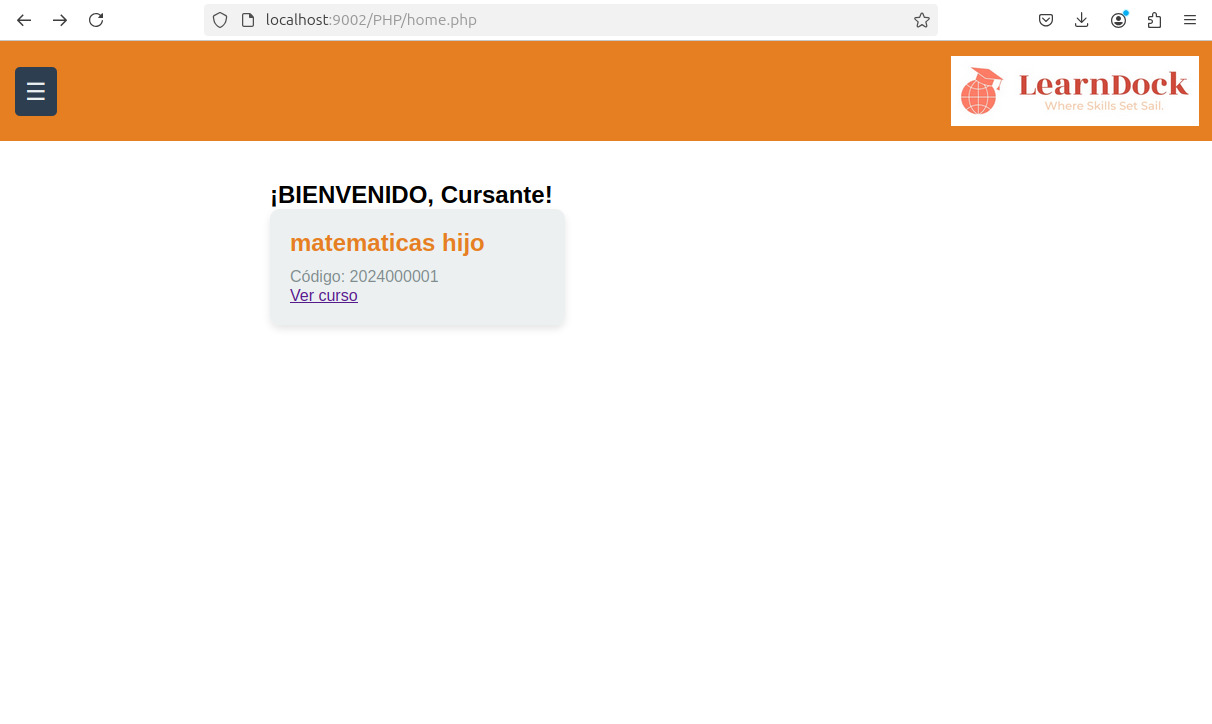 localhost:9002/PHP/home.php
☰
LearnDock
Where Skills Set Sail.
¡BIENVENIDO, Cursante!
matematicas hijo
Código: 2024000001
Ver curso